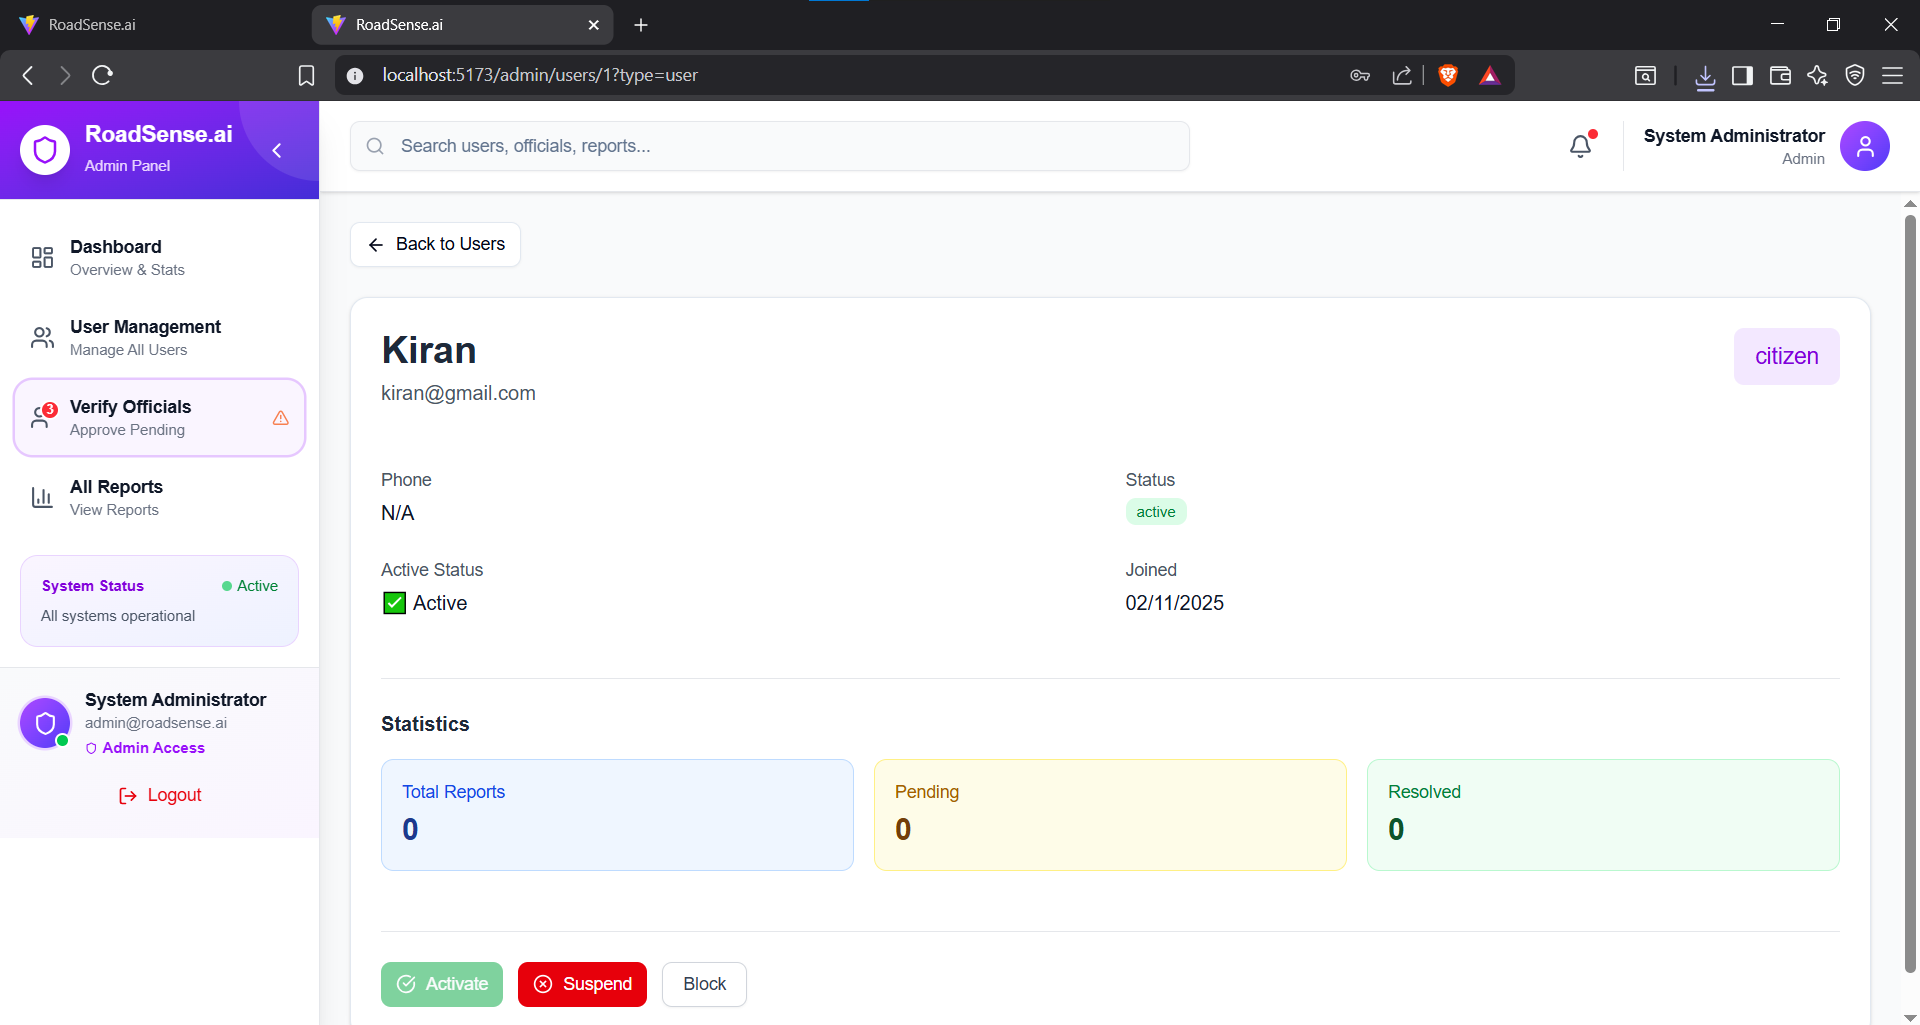 RoadSense.ai
RoadSense.ai
localhost:5173/admin/users/1?type=user
RoadSense.ai
Admin Panel
Search users, officials, reports...
System Administrator
Admin
Dashboard
Overview & Stats
User Management
Manage All Users
3
Verify Officials
Approve Pending
All Reports
View Reports
System Status
Active
All systems operational
System Administrator
admin@roadsense.ai
Admin Access
Logout
Back to Users
Kiran
kiran@gmail.com
citizen
Phone
N/A
Status
active
Active Status
Active
Joined
02/11/2025
Statistics
Total Reports
0
Pending
0
Resolved
0
Activate
Suspend
Block